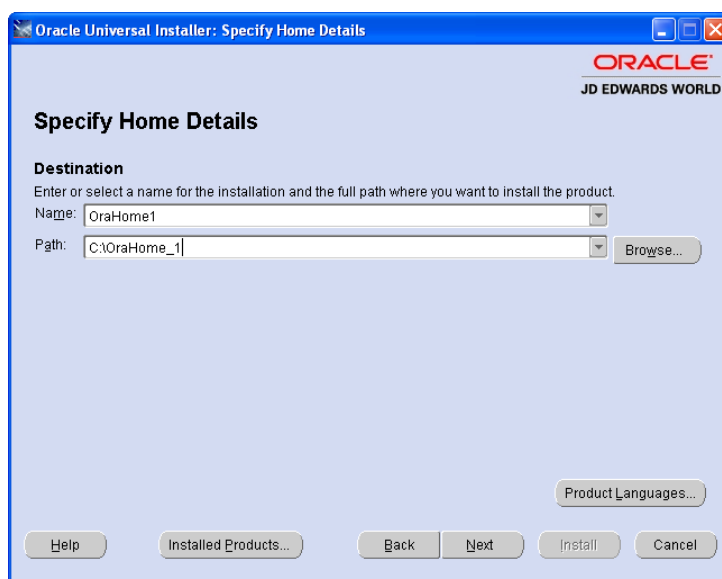 Oracle Universal Installer: Specify Home Details
ORACLE
JD EDWARDS WORLD
Specify Home Details
Destination
Enter or select a name for the installation and the full path where you want to install the product.
Name: OraHome1
Path: C:\OraHome_1 Browse...
Product Languages...
Help Installed Products... Back Next Install Cancel